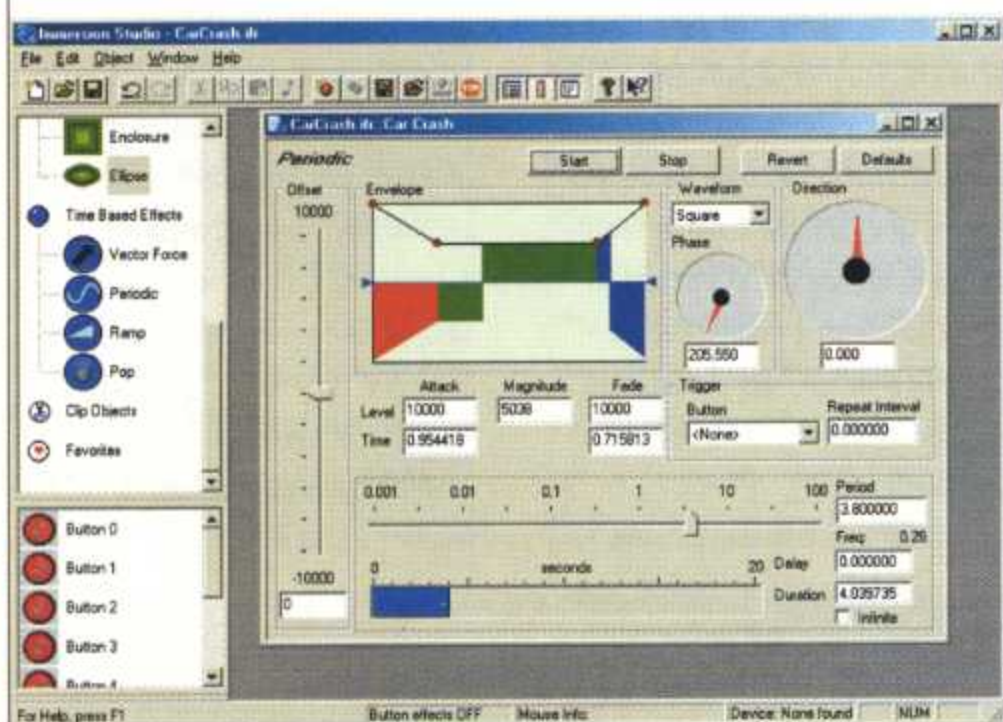 Immersion Studio - CarCrash.ifr
File Edit Object Window Help
Enclosure
Ellipse
Time Based Effects
Vector Force
Periodic
Ramp
Pop
Clip Objects
Favorites
Button 0
Button 1
Button 2
Button 3
Button 4
CarCrash.ifr: Car Crash
Periodic
Start Stop Revert Defaults
Offset
10000
-10000
0
Envelope
Waveform
Square
Phase
205.550
Direction
0.000
Attack Magnitude Fade
Level 10000 5038 10000
Time 0.954418 0.715813
Trigger
Button
<None>
Repeat Interval
0.000000
0.001 0.01 0.1 1 10 100
Period
3.800000
Freq 0.26
0 seconds 20
Delay 0.000000
Duration 4.039735
Infinite
For Help, press F1
Button effects OFF
Mouse Info:
Device: None found
NUM